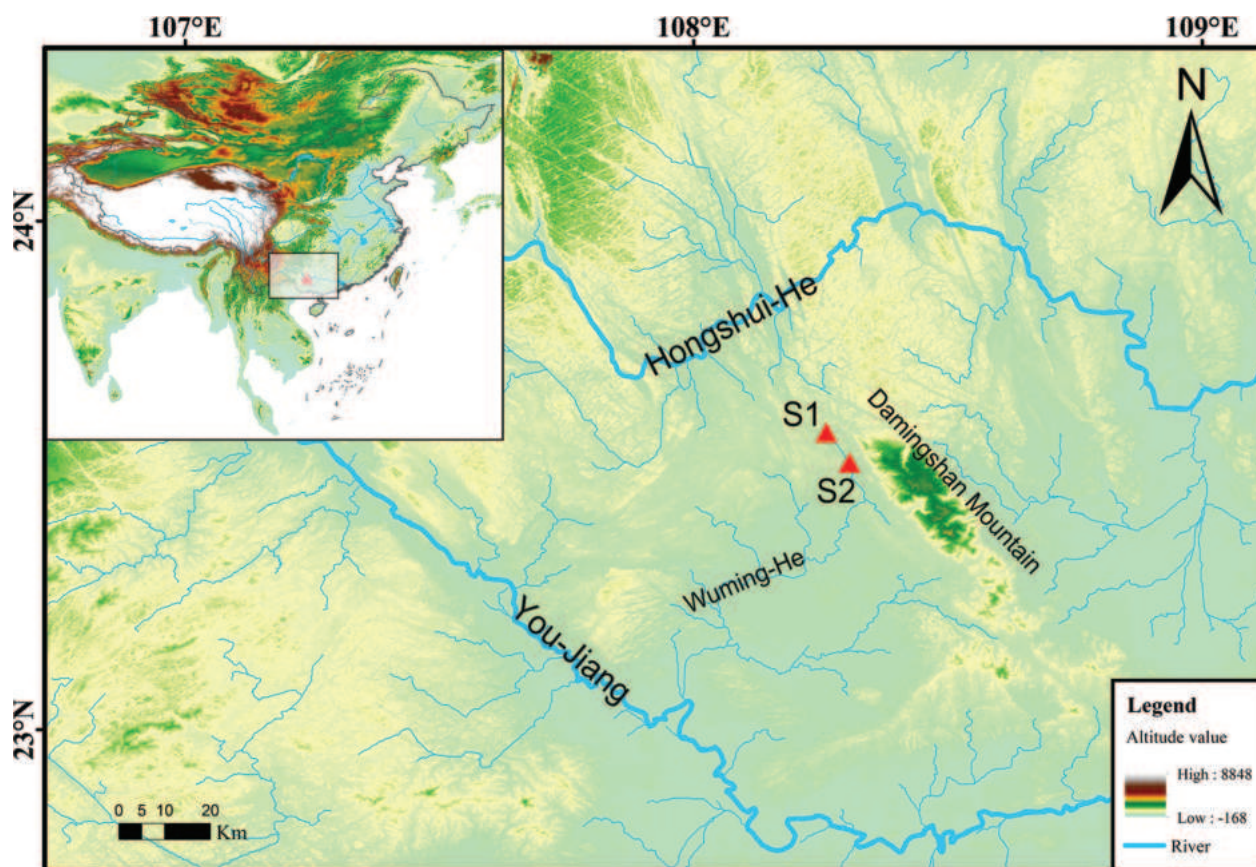 107°E
108°E
109°E
N
24°N
Hongshui-He
S1
S2
Damingshan Mountain
Wuming-He
You-Jiang
23°N
0 5 10 20
Km
Legend
Altitude value
High : 8848
Low : -168
River